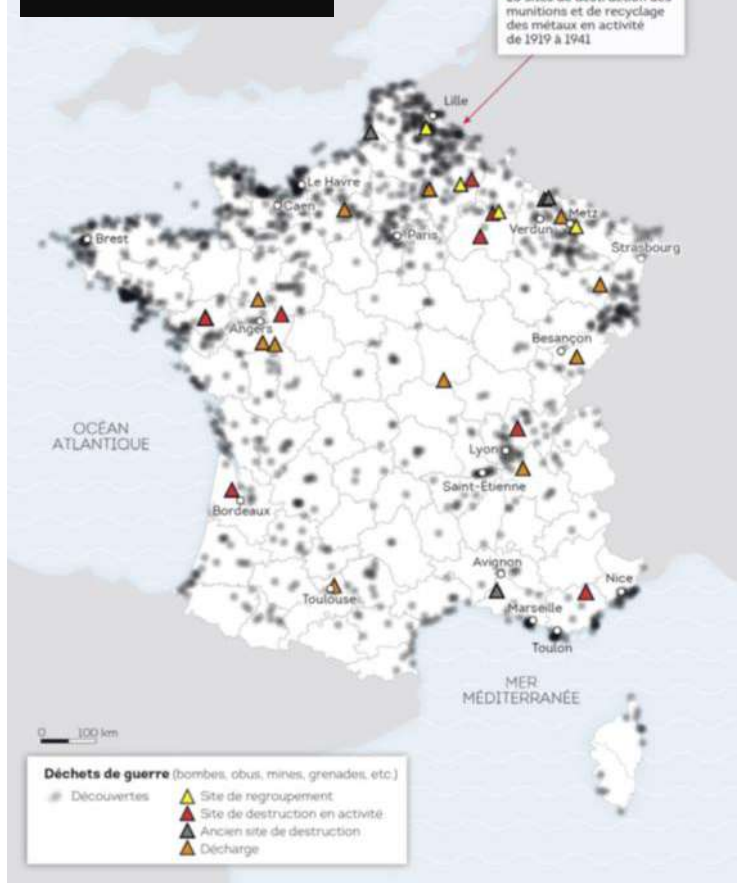 munitions et de recyclage
des métaux en activité
de 1919 à 1941
Lille
Le Havre
Caen
Metz
Verdun
Paris
Brest
Strasbourg
Angers
Besançon
OCÉAN
ATLANTIQUE
Lyon
Saint-Étienne
Bordeaux
Avignon
Nice
Toulouse
Marseille
Toulon
MER
MÉDITERRANÉE
0 100 km
Déchets de guerre (bombes, obus, mines, grenades, etc.)
Découvertes
Site de regroupement
Site de destruction en activité
Ancien site de destruction
Décharge